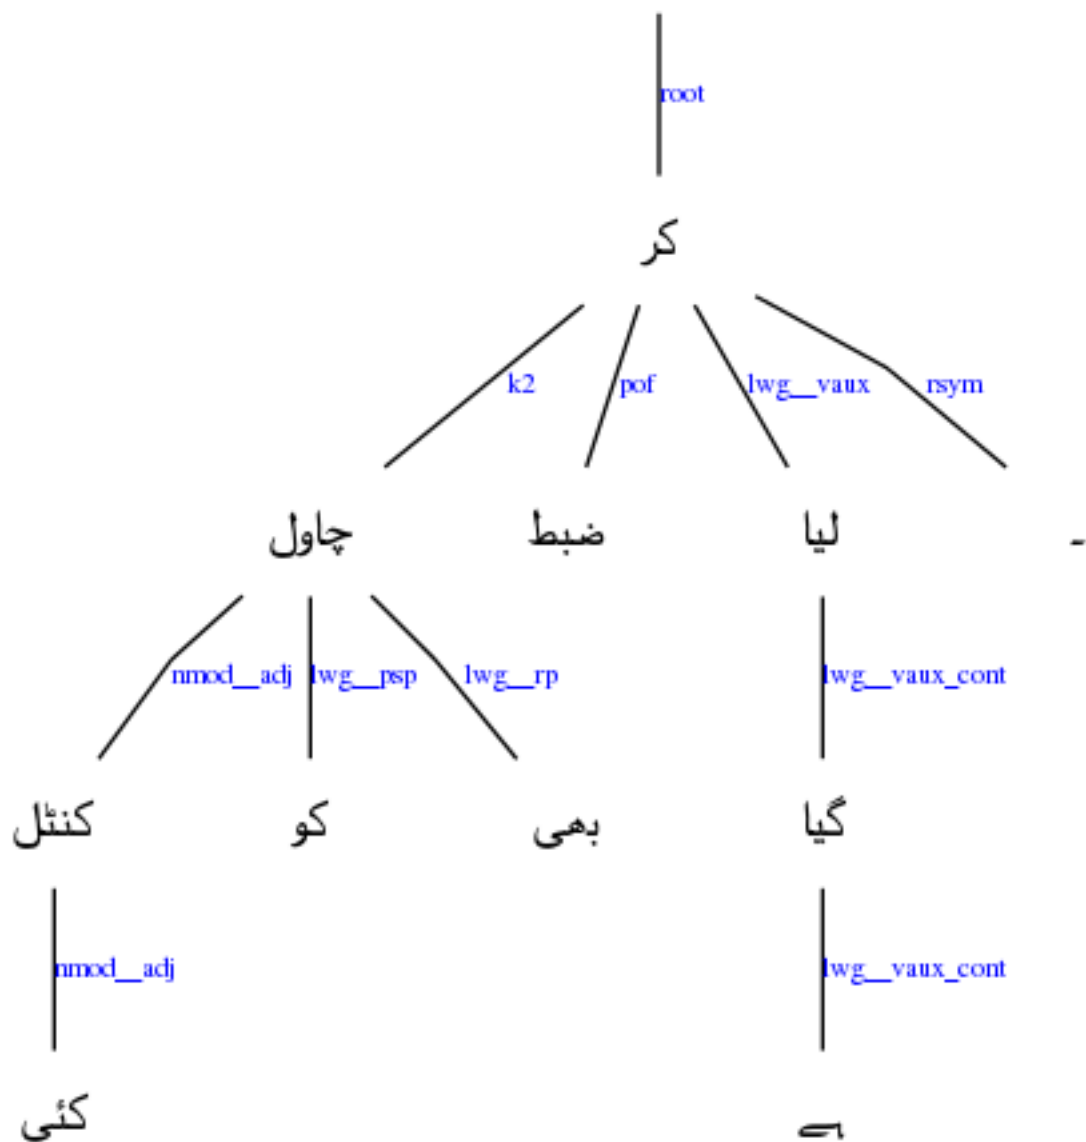 root
کر
k2 pof lwg__vaux rsym
چاول ضبط لیا ۔
nmod__adj lwg__psp lwg__rp lwg__vaux_cont
کنٹل کو بھی گیا
nmod__adj lwg__vaux_cont
کئی ہے